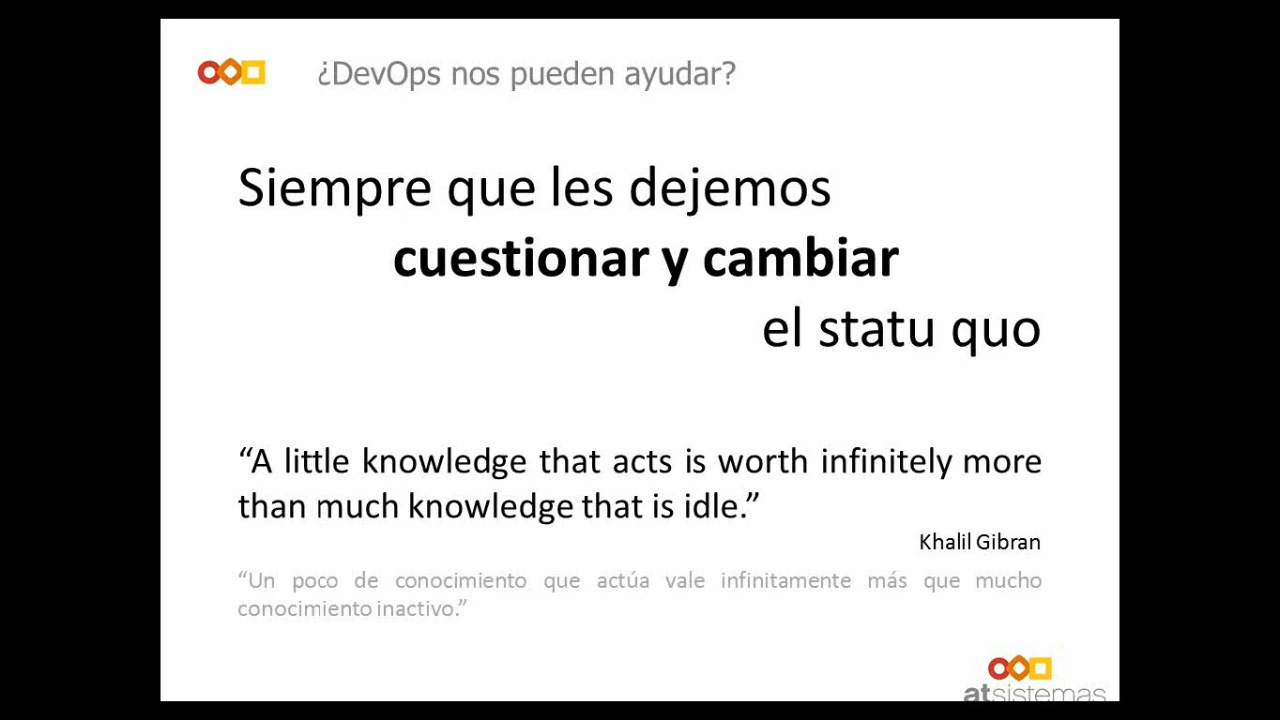 ¿DevOps nos pueden ayudar?
Siempre que les dejemos
cuestionar y cambiar
el statu quo
“A little knowledge that acts is worth infinitely more
than much knowledge that is idle.”
Khalil Gibran
“Un poco de conocimiento que actúa vale infinitamente más que mucho
conocimiento inactivo.”
atsistemas